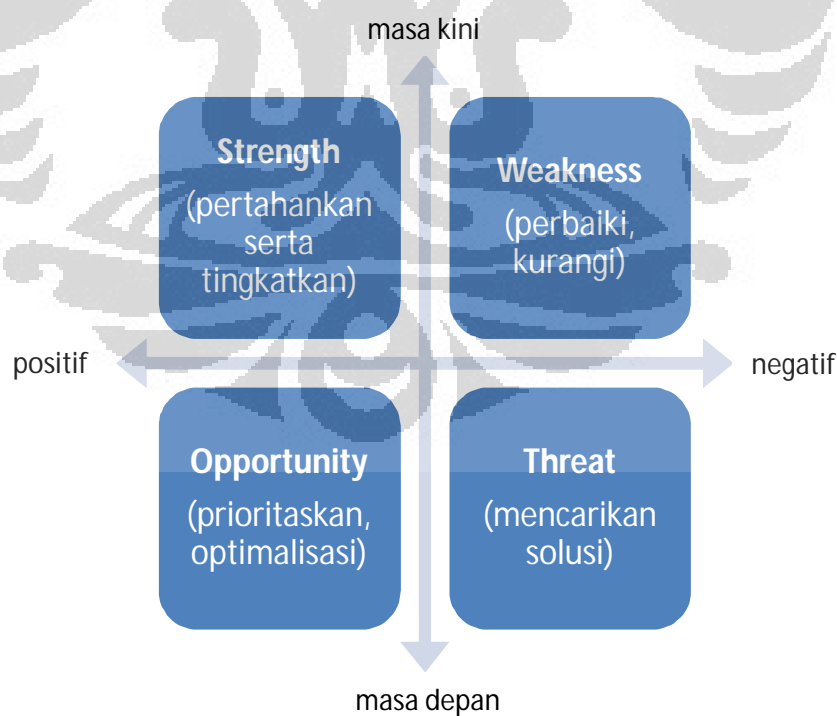 masa kini
Strength
(pertahankan
serta
tingkatkan)
Weakness
(perbaiki,
kurangi)
positif
negatif
Opportunity
(prioritaskan,
optimalisasi)
Threat
(mencarikan
solusi)
masa depan